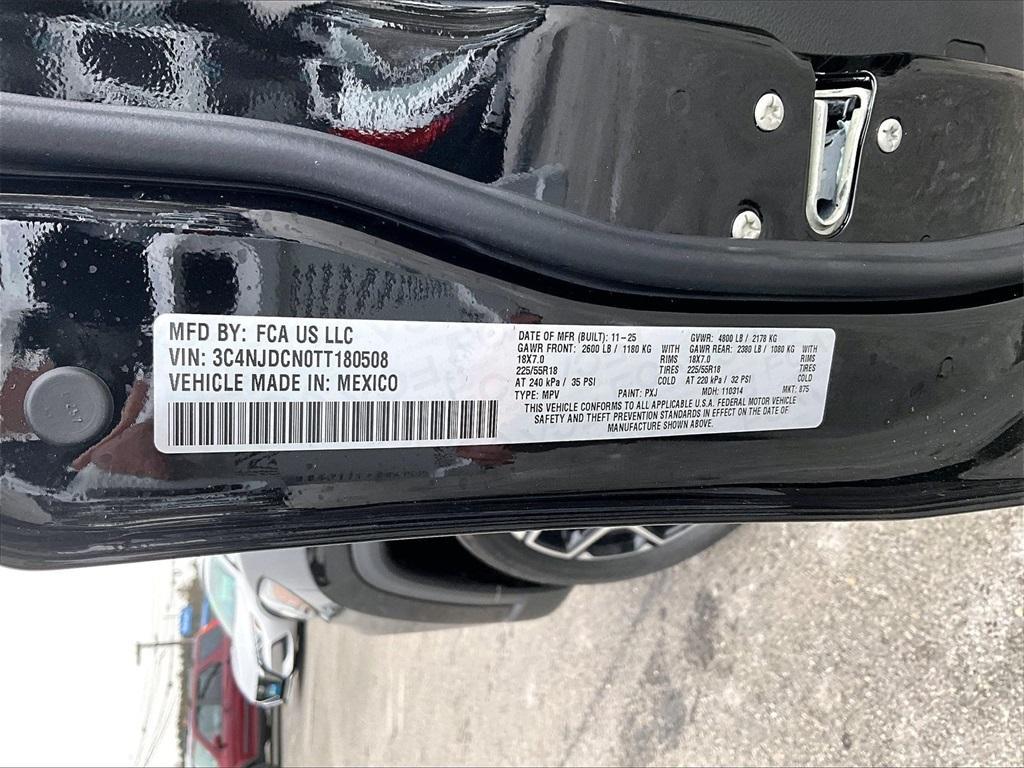 MFD BY: FCA US LLC
VIN: 3C4NJDCN0TT180508
VEHICLE MADE IN: MEXICO
DATE OF MFR (BUILT): 11-25 GVWR: 4800 LB / 2178 KG
GAWR FRONT: 2600 LB / 1180 KG WITH GAWR REAR: 2380 LB / 1080 KG WITH
18X7.0 RIMS 18X7.0 RIMS
225/55R18 TIRES 225/55R18 TIRES
AT 240 kPa / 35 PSI COLD AT 220 kPa / 32 PSI COLD
TYPE: MPV PAINT: PXJ MDH: 110314 MKT: 875
THIS VEHICLE CONFORMS TO ALL APPLICABLE U.S.A. FEDERAL MOTOR VEHICLE
SAFETY AND THEFT PREVENTION STANDARDS IN EFFECT ON THE DATE OF
MANUFACTURE SHOWN ABOVE.